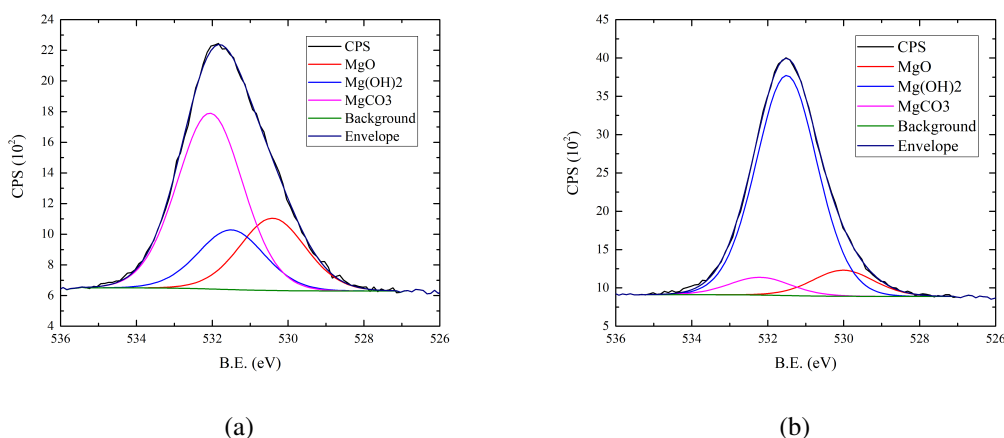 24
22
20
18
16
14
12
10
8
6
4
CPS (10²)
CPS
MgO
Mg(OH)2
MgCO3
Background
Envelope
536 534 532 530 528 526
B.E. (eV)
(a)
45
40
35
30
25
20
15
10
5
CPS (10²)
CPS
MgO
Mg(OH)2
MgCO3
Background
Envelope
536 534 532 530 528 526
B.E. (eV)
(b)